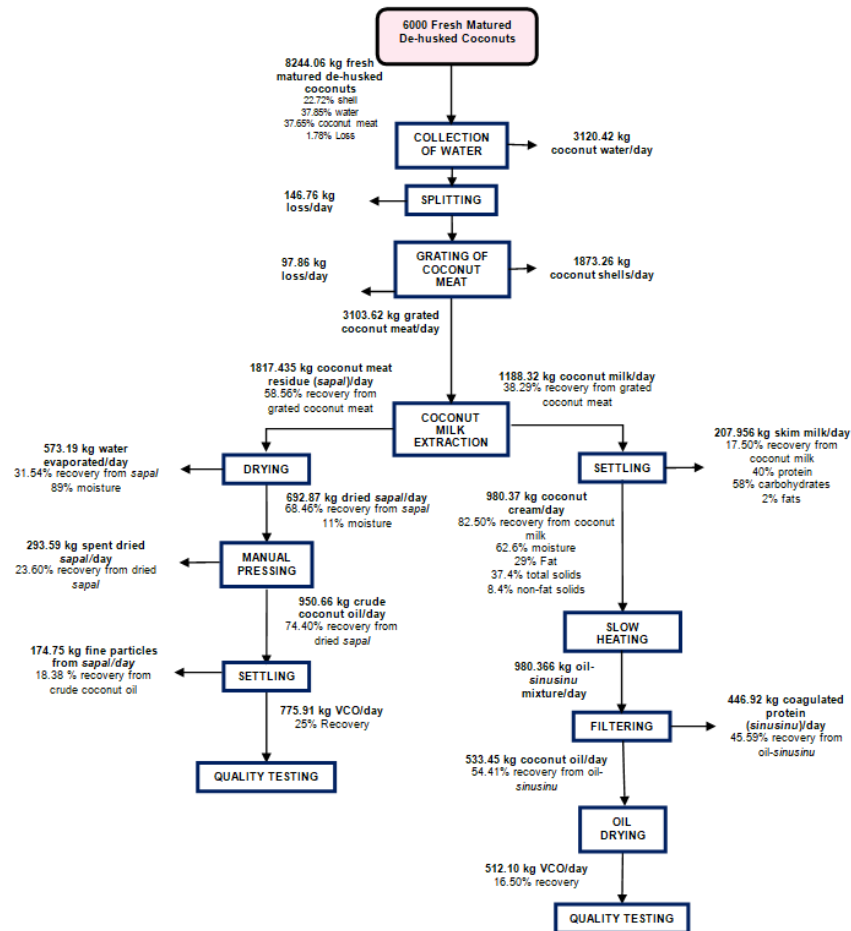 6000 Fresh Matured
De-husked Coconuts
8244.06 kg fresh
matured de-husked
coconuts
22.72% shell
37.85% water
37.65% coconut meat
1.78% Loss
COLLECTION
OF WATER
3120.42 kg
coconut water/day
146.76 kg
loss/day
SPLITTING
97.86 kg
loss/day
GRATING OF
COCONUT
MEAT
1873.26 kg
coconut shells/day
3103.62 kg grated
coconut meat/day
1817.435 kg coconut meat
residue (sapal)/day
58.56% recovery from
grated coconut meat
1188.32 kg coconut milk/day
38.29% recovery from grated
coconut meat
COCONUT
MILK
EXTRACTION
573.19 kg water
evaporated/day
31.54% recovery from sapal
89% moisture
DRYING
SETTLING
207.956 kg skim milk/day
17.50% recovery from
coconut milk
40% protein
58% carbohydrates
2% fats
692.87 kg dried sapal/day
68.46% recovery from sapal
11% moisture
980.37 kg coconut
cream/day
82.50% recovery from coconut
milk
62.6% moisture
29% Fat
37.4% total solids
8.4% non-fat solids
293.59 kg spent dried
sapal/day
23.60% recovery from dried
sapal
MANUAL
PRESSING
950.66 kg crude
coconut oil/day
74.40% recovery from
dried sapal
SLOW
HEATING
174.75 kg fine particles
from sapal/day
18.38 % recovery from
crude coconut oil
SETTLING
980.366 kg oil-
sinusinu
mixture/day
775.91 kg VCO/day
25% Recovery
FILTERING
446.92 kg coagulated
protein
(sinusinu)/day
45.59% recovery from
oil-sinusinu
QUALITY TESTING
533.45 kg coconut oil/day
54.41% recovery from oil-
sinusinu
OIL
DRYING
512.10 kg VCO/day
16.50% recovery
QUALITY TESTING